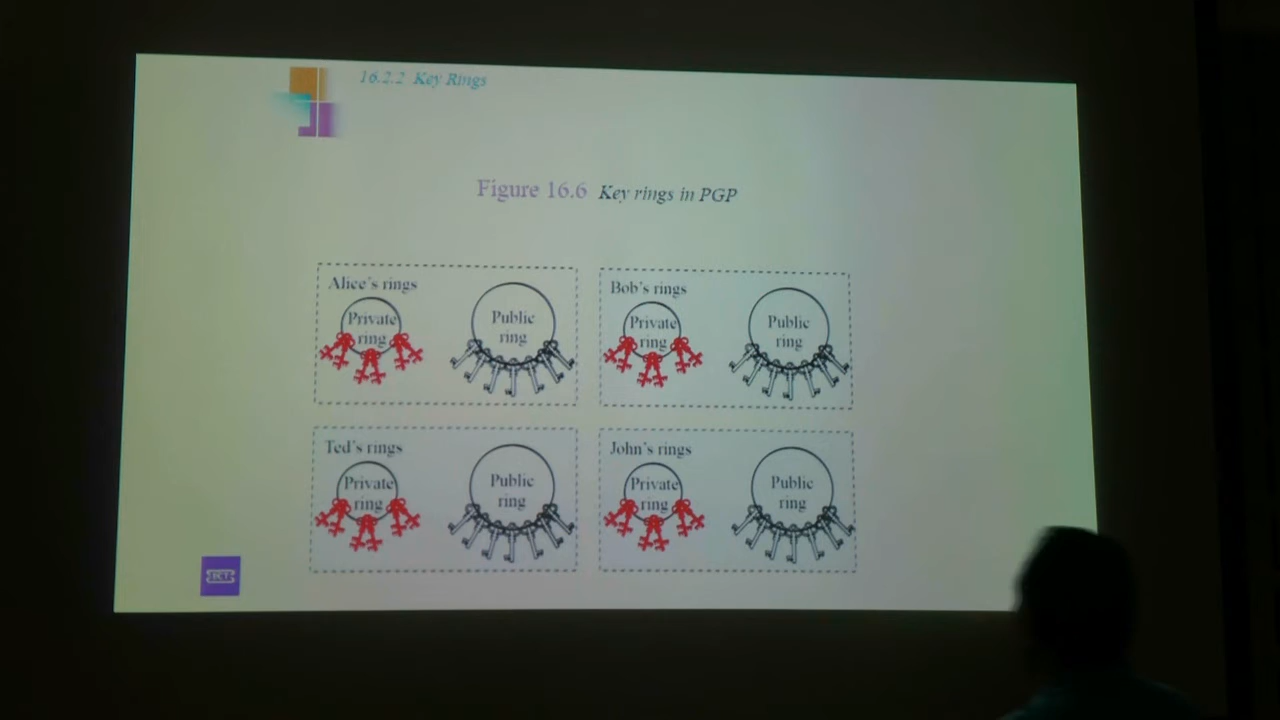 16.2.2 Key Rings
Figure 16.6 Key rings in PGP
Alice's rings
Private
ring
Public
ring
Bob's rings
Private
ring
Public
ring
Ted's rings
Private
ring
Public
ring
John's rings
Private
ring
Public
ring